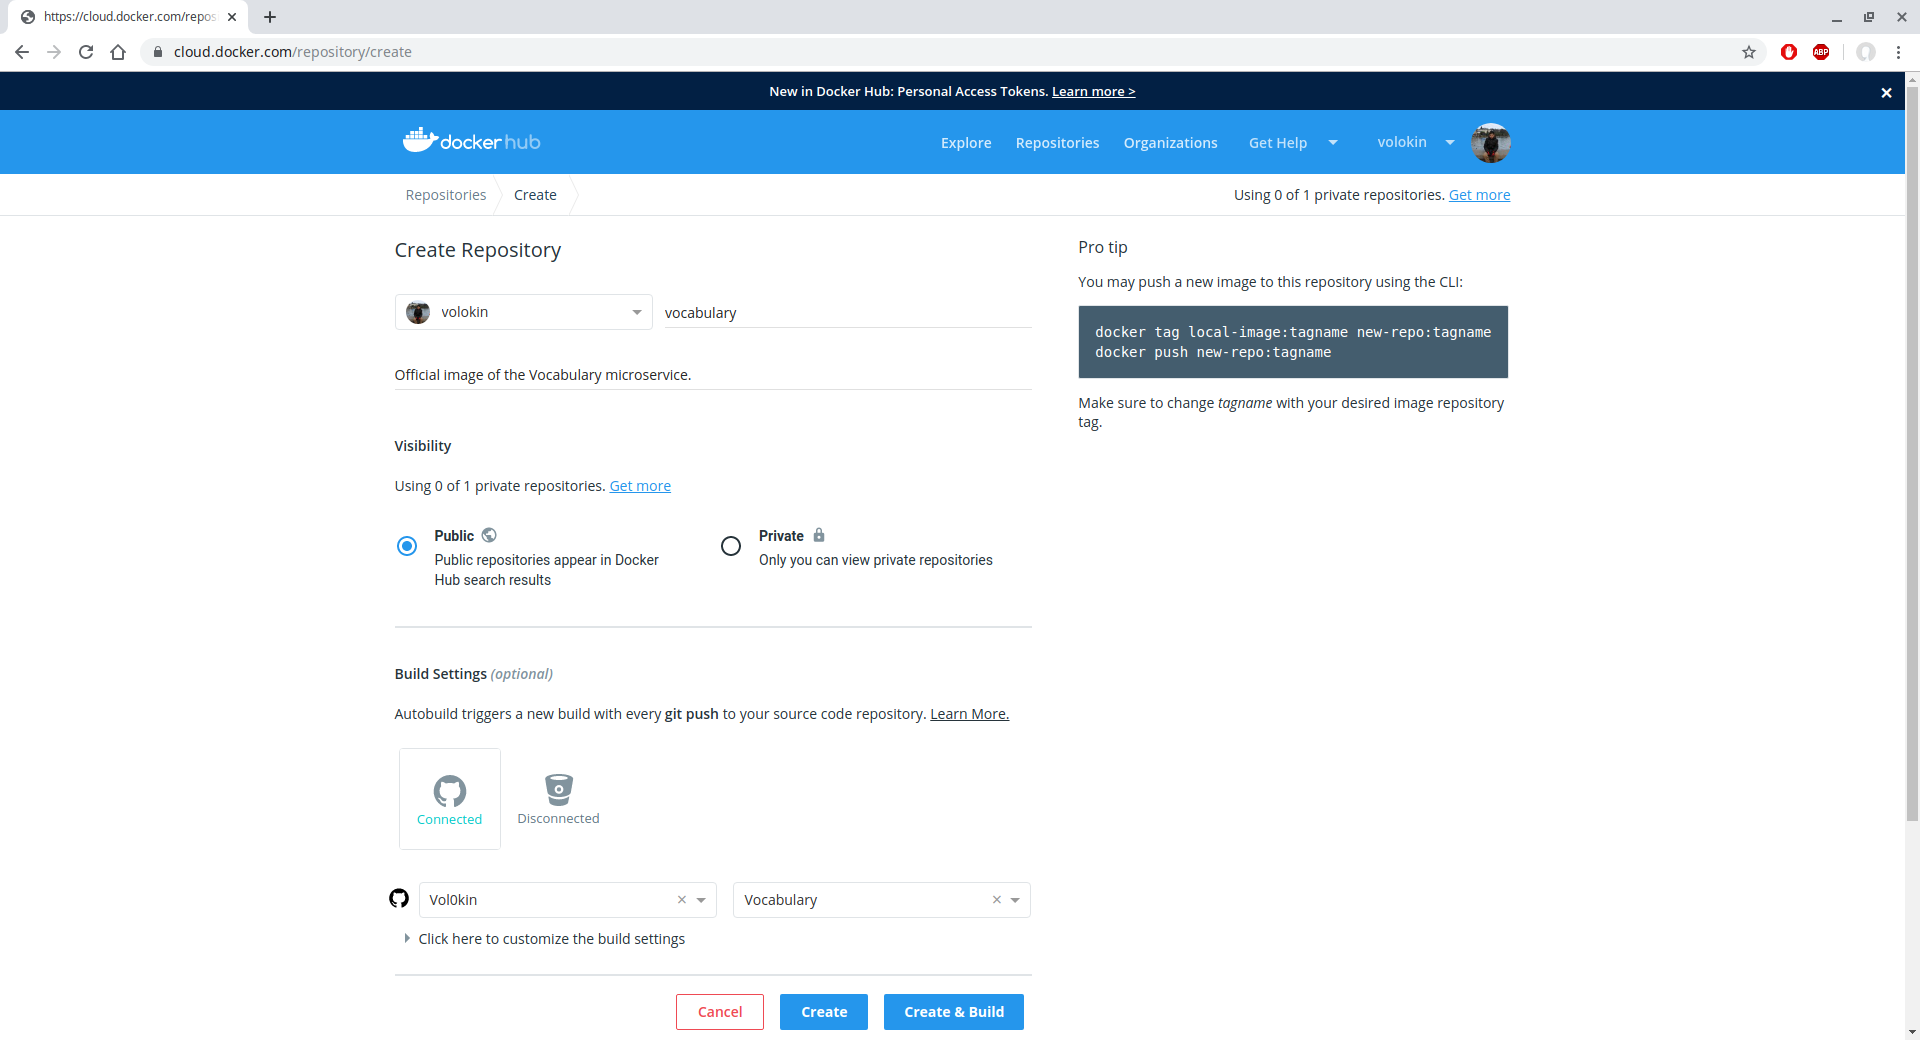 https://cloud.docker.com/repos
cloud.docker.com/repository/create
ABP
New in Docker Hub: Personal Access Tokens. Learn more >
docker hub
Explore
Repositories
Organizations
Get Help
volokin
Repositories
Create
Using 0 of 1 private repositories. Get more
Create Repository
volokin
vocabulary
Official image of the Vocabulary microservice.
Visibility
Using 0 of 1 private repositories. Get more
Public
Public repositories appear in Docker
Hub search results
Private
Only you can view private repositories
Build Settings (optional)
Autobuild triggers a new build with every git push to your source code repository. Learn More.
Connected
Disconnected
Vol0kin
Vocabulary
Click here to customize the build settings
Cancel
Create
Create & Build
Pro tip
You may push a new image to this repository using the CLI:
docker tag local-image:tagname new-repo:tagname
docker push new-repo:tagname
Make sure to change tagname with your desired image repository
tag.